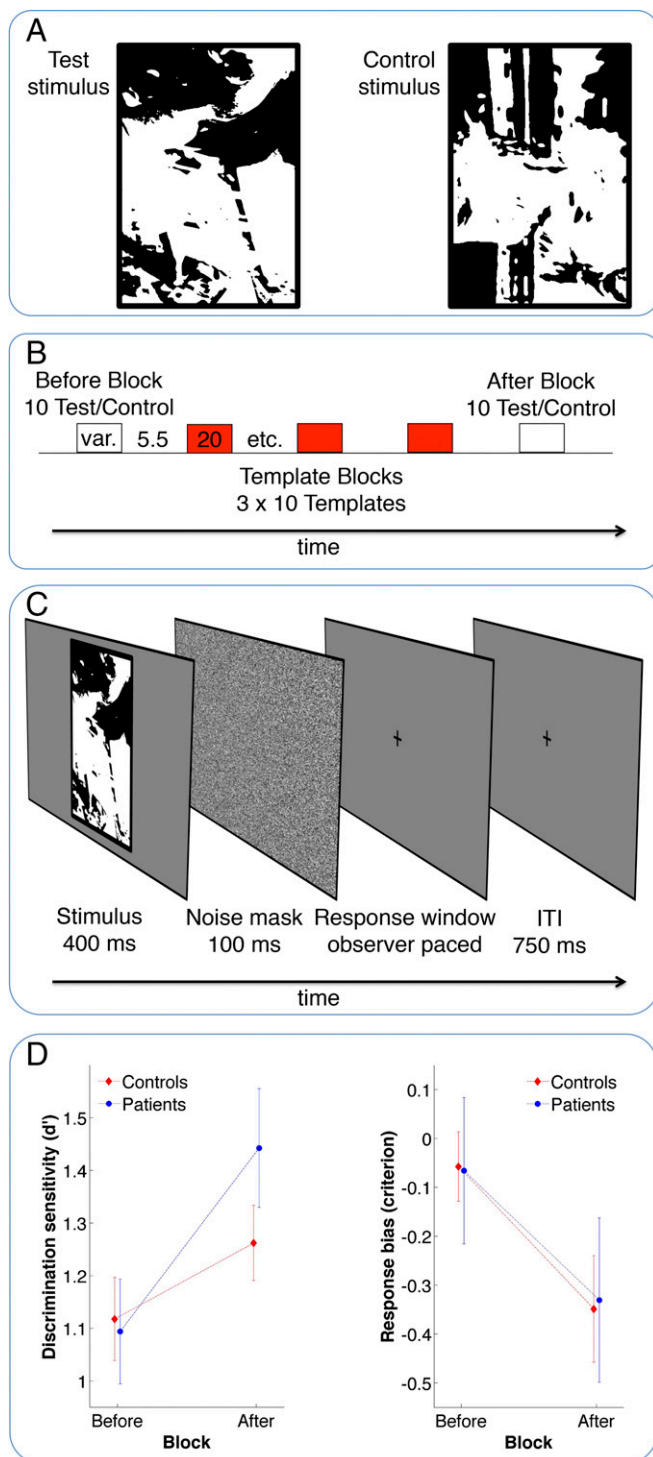 A
Test
stimulus
Control
stimulus
B
Before Block
10 Test/Control
After Block
10 Test/Control
var. 5.5 20 etc.
Template Blocks
3 x 10 Templates
time
C
Stimulus
400 ms
Noise mask
100 ms
Response window
observer paced
ITI
750 ms
time
D
Controls
Patients
1.5
1.4
1.3
1.2
1.1
1
Discrimination sensitivity (d')
Before After
Block
Controls
Patients
0.1
0
-0.1
-0.2
-0.3
-0.4
-0.5
Response bias (criterion)
Before After
Block